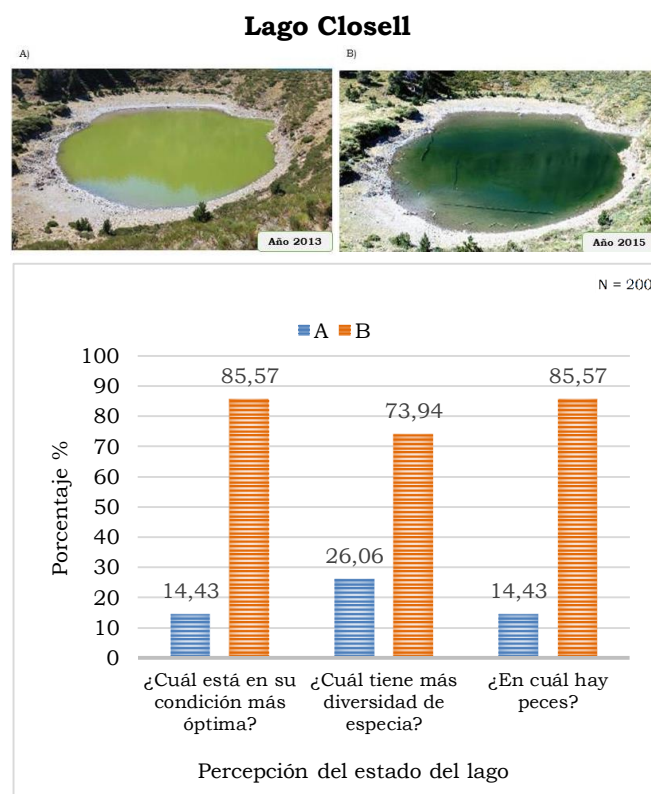 Lago Closell
A)
B)
Año 2013
Año 2015
N = 200
A B
100
90
80
70
60
50
40
30
20
10
0
Porcentaje %
14,43
85,57
26,06
73,94
14,43
85,57
¿Cuál está en su
condición más
óptima?
¿Cuál tiene más
diversidad de
especia?
¿En cuál hay
peces?
Percepción del estado del lago